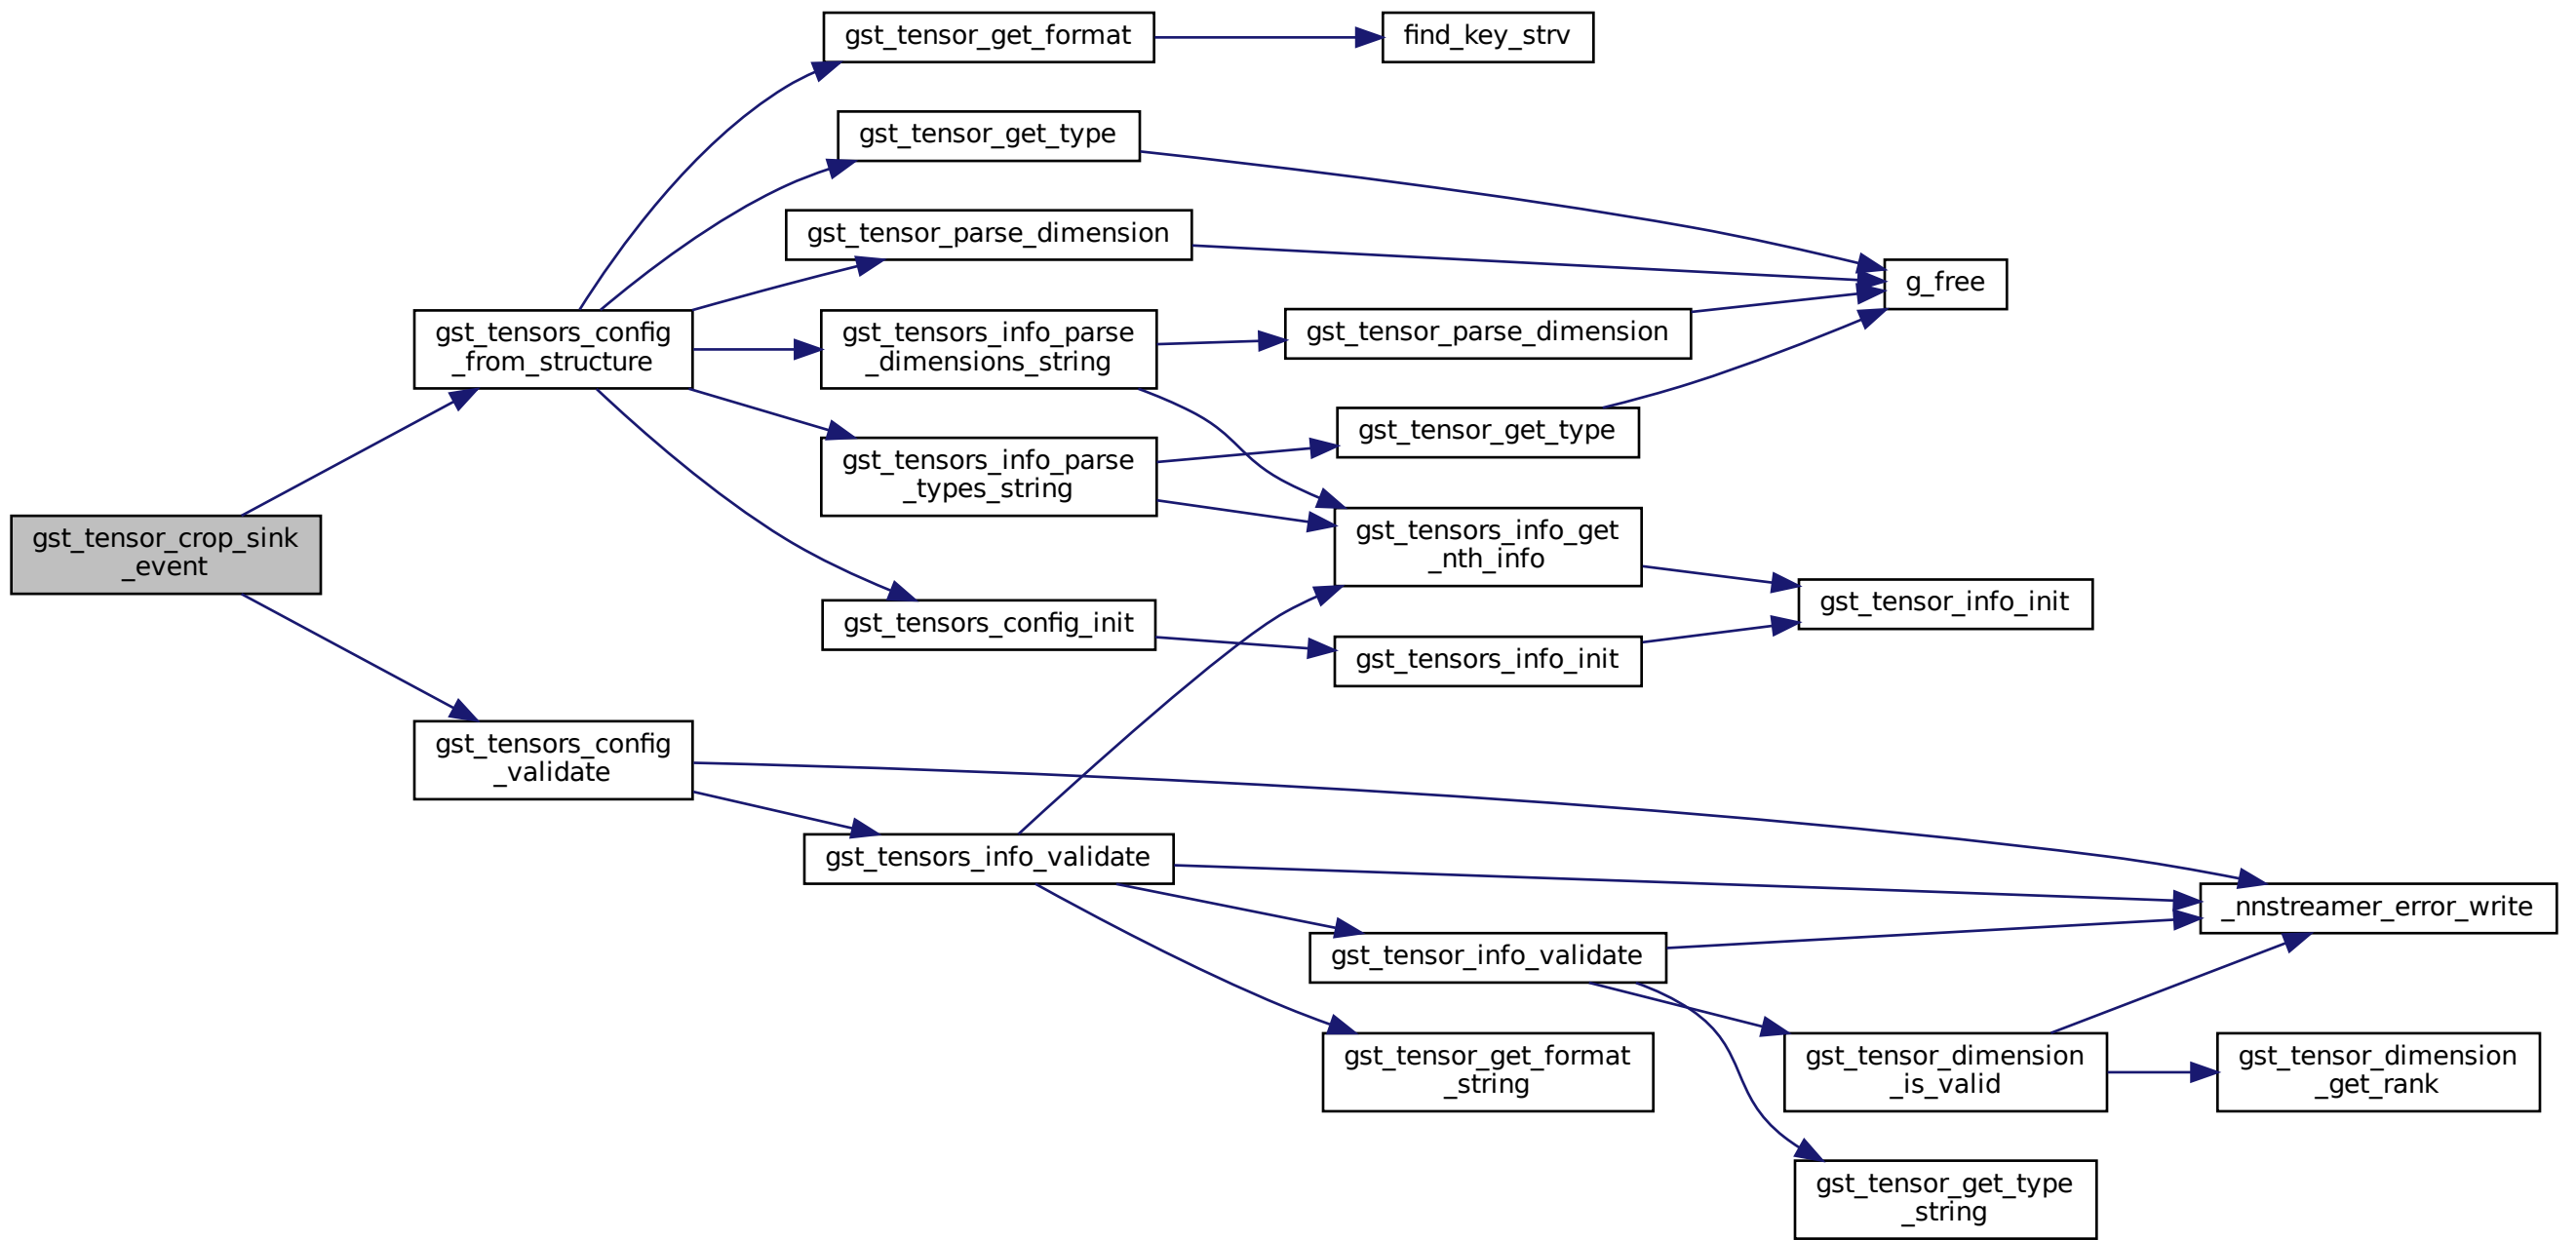 gst_tensor_get_format
find_key_strv
gst_tensor_get_type
gst_tensor_parse_dimension
g_free
gst_tensors_config
_from_structure
gst_tensors_info_parse
_dimensions_string
gst_tensor_parse_dimension
gst_tensor_get_type
gst_tensors_info_parse
_types_string
gst_tensor_crop_sink
_event
gst_tensors_info_get
_nth_info
gst_tensor_info_init
gst_tensors_config_init
gst_tensors_info_init
gst_tensors_config
_validate
gst_tensors_info_validate
_nnstreamer_error_write
gst_tensor_info_validate
gst_tensor_get_format
_string
gst_tensor_dimension
_is_valid
gst_tensor_dimension
_get_rank
gst_tensor_get_type
_string